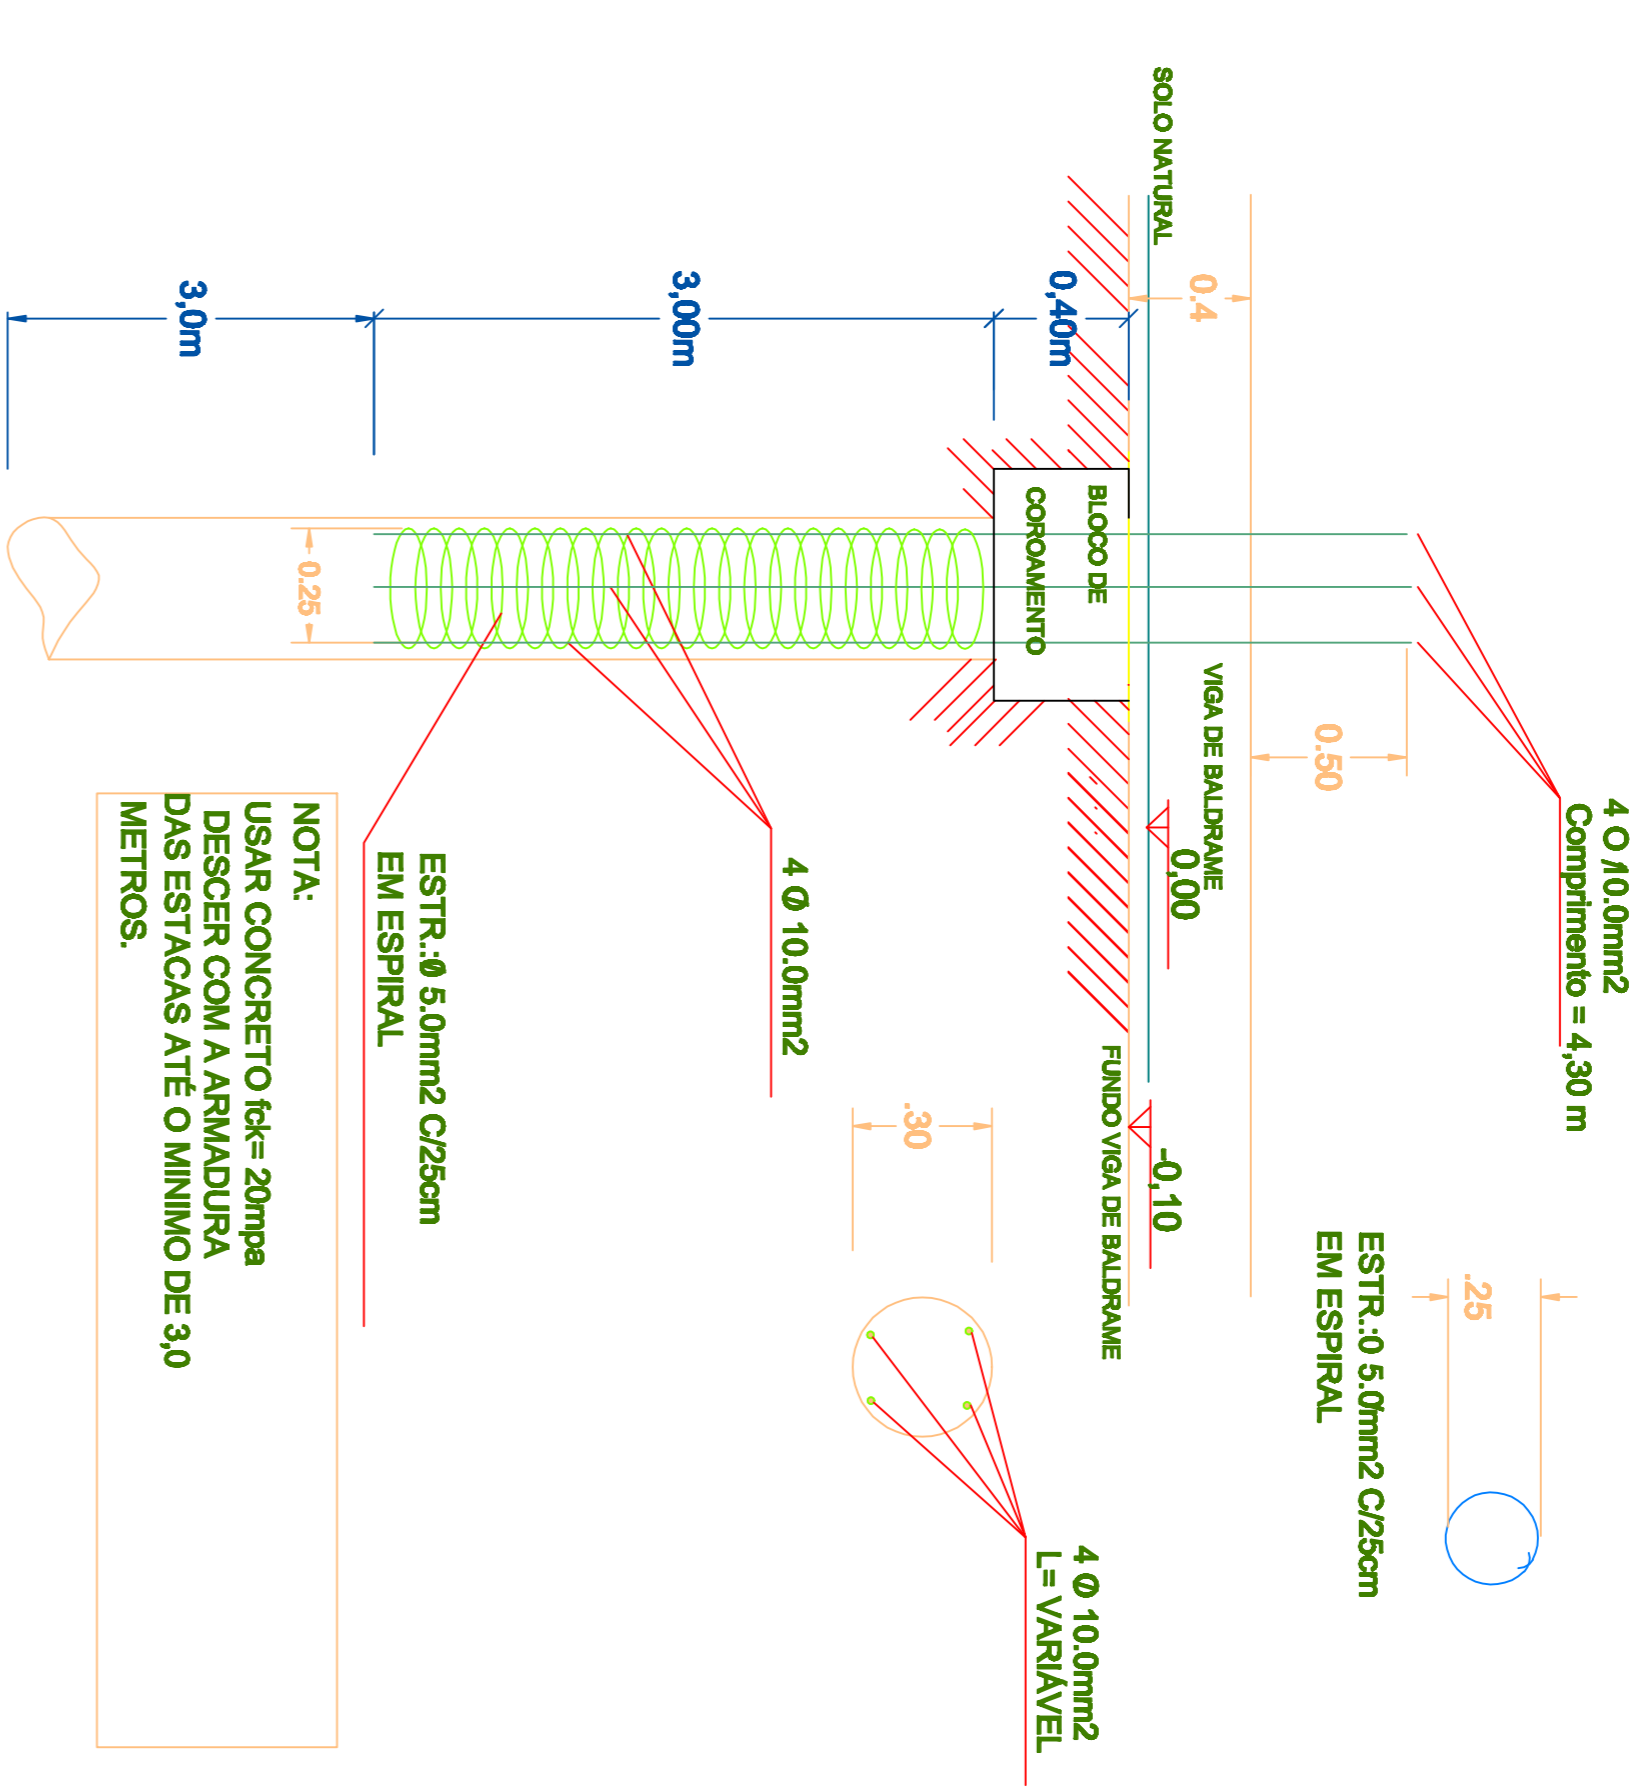 4 O /10.0mm2
Comprimento = 4,30 m
ESTR.:0 5.0/mm2 C/25cm
EM ESPIRAL
.25
0.50
0.4
VIGA DE BALDRAME
0,00
SOLO NATURAL
-0,10
FUNDO VIGA DE BALDRAME
0,40m
BLOCO DE
COROAMENTO
4 Ø 10.0mm2
L= VARIÁVEL
.30
4 Ø 10.0mm2
3,00m
ESTR.:Ø 5.0mm2 C/25cm
EM ESPIRAL
0.25
3,0m
NOTA:
USAR CONCRETO fck= 20mpa
DESCER COM A ARMADURA
DAS ESTACAS ATÉ O MINIMO DE 3,0
METROS.